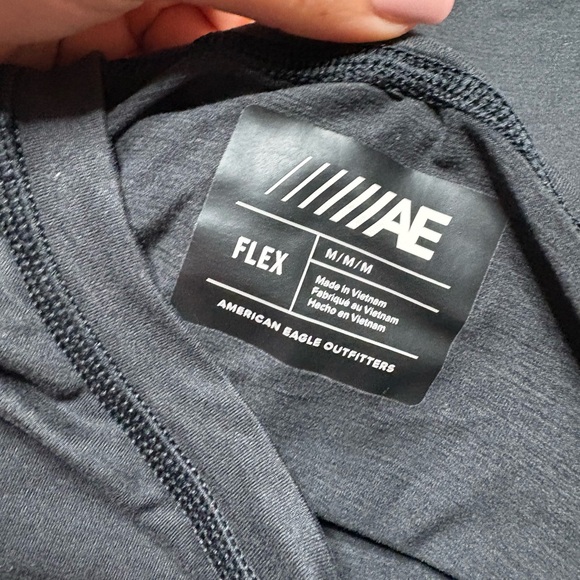 AE
FLEX
M/M/M
Made in Vietnam
Fabriqué au Vietnam
Hecho en Vietnam
AMERICAN EAGLE OUTFITTERS